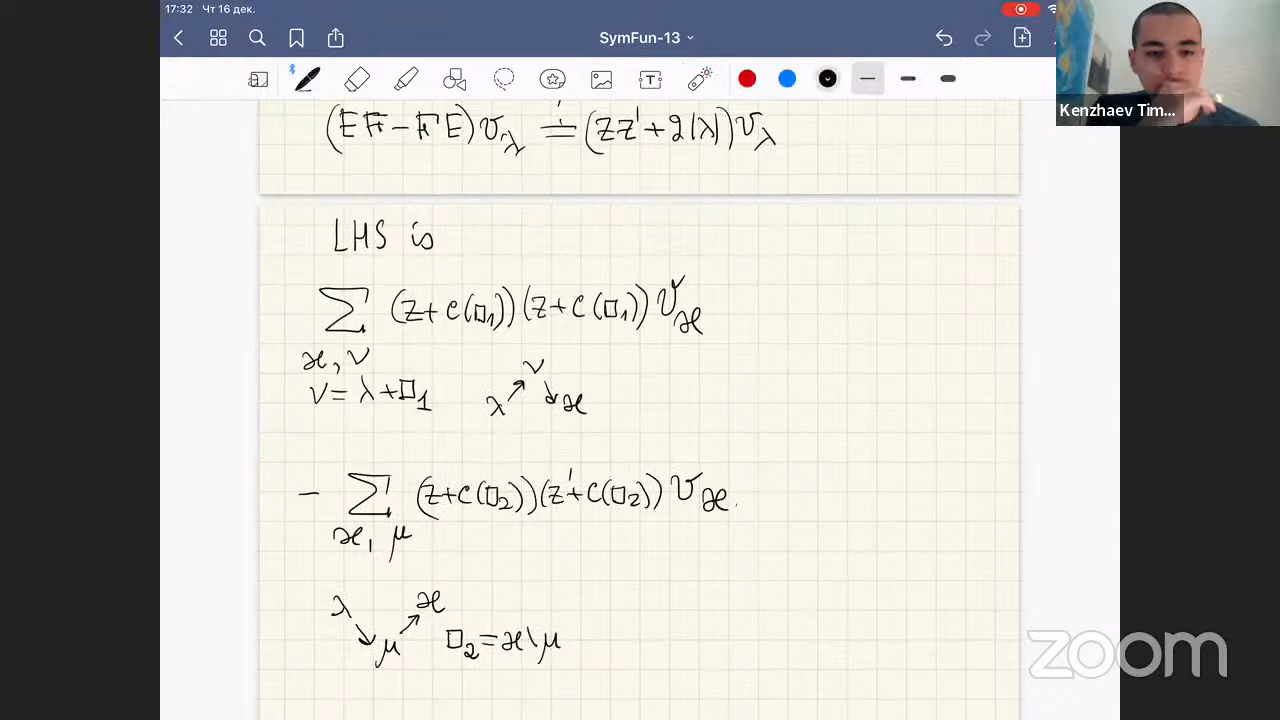 17:32 Чт 16 дек.
SymFun-13
Kenzhaev Tim...
(EF-FE)v_λ = (zz'+2|λ|)v_λ
LHS is
∑ (z+c(□₁))(z+c(□₁)) v_ϰ
ϰ, ν
ν = λ+□₁ λ ↗ ν ↘ ϰ
- ∑ (z+c(□₂))(z'+c(□₂)) v_ϰ.
ϰ, μ
λ ↘ μ ↗ ϰ □₂ = ϰ\μ
zoom